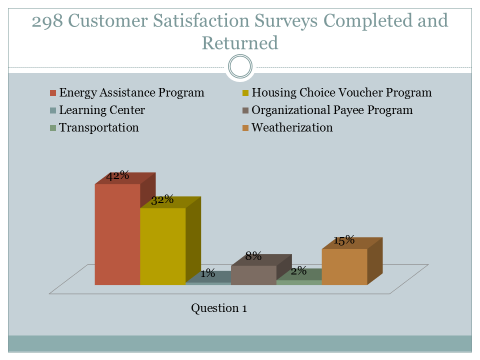 298 Customer Satisfaction Surveys Completed and
Returned
Energy Assistance Program
Housing Choice Voucher Program
Learning Center
Organizational Payee Program
Transportation
Weatherization
42%
32%
1%
8%
2%
15%
Question 1